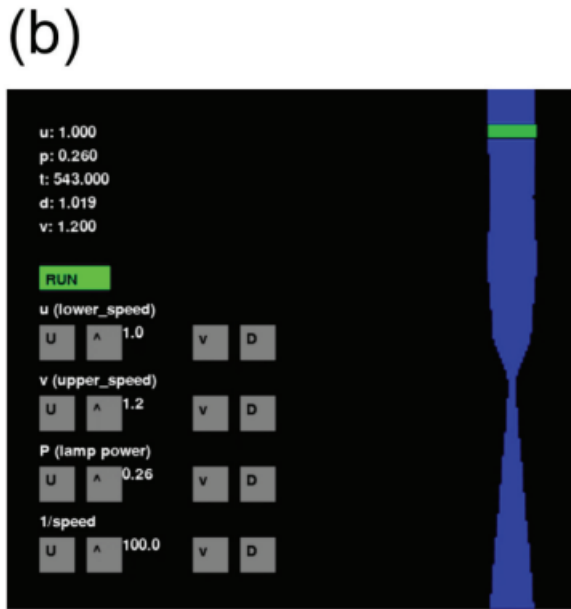 (b)
u: 1.000
p: 0.260
t: 543.000
d: 1.019
v: 1.200
RUN
u (lower_speed)
U ^ 1.0 v D
v (upper_speed)
U ^ 1.2 v D
P (lamp power)
U ^ 0.26 v D
1/speed
U ^ 100.0 v D